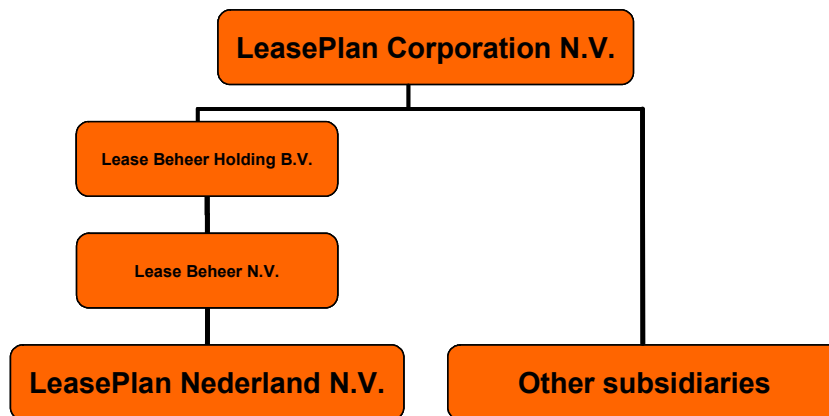 LeasePlan Corporation N.V.
Lease Beheer Holding B.V.
Lease Beheer N.V.
LeasePlan Nederland N.V.
Other subsidiaries